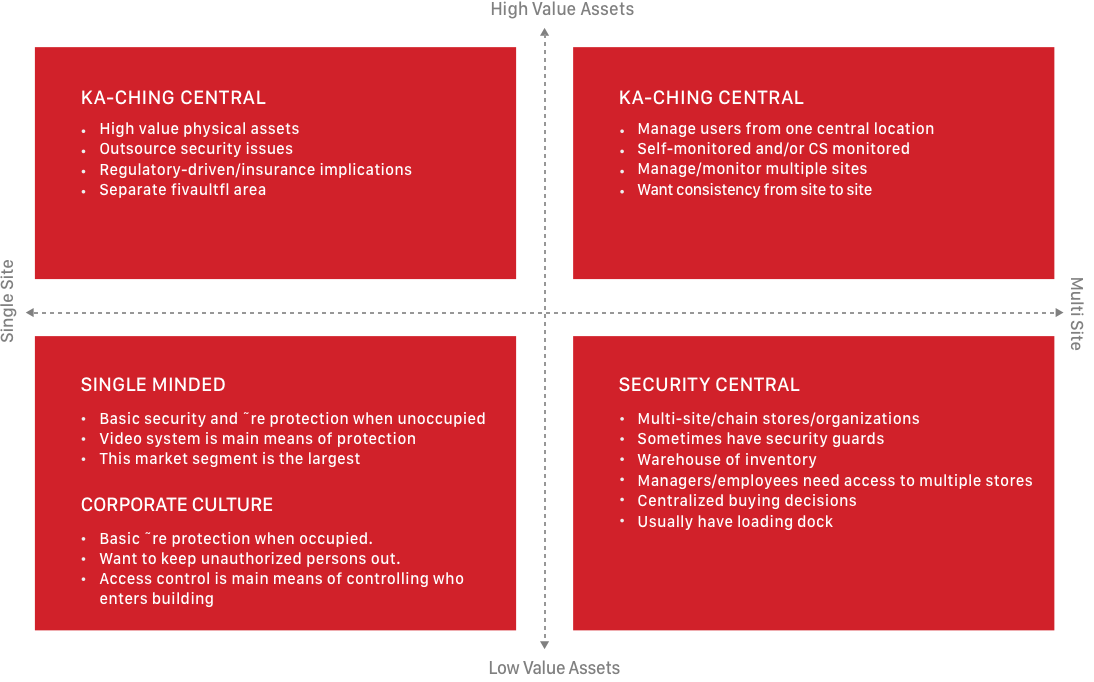 High Value Assets
KA-CHING CENTRAL
• High value physical assets
• Outsource security issues
• Regulatory-driven/insurance implications
• Separate fivaultfl area
KA-CHING CENTRAL
• Manage users from one central location
• Self-monitored and/or CS monitored
• Manage/monitor multiple sites
• Want consistency from site to site
Single Site
Multi Site
SINGLE MINDED
• Basic security and ˜re protection when unoccupied
• Video system is main means of protection
• This market segment is the largest
CORPORATE CULTURE
• Basic ˜re protection when occupied.
• Want to keep unauthorized persons out.
• Access control is main means of controlling who
enters building
SECURITY CENTRAL
• Multi-site/chain stores/organizations
• Sometimes have security guards
• Warehouse of inventory
• Managers/employees need access to multiple stores
• Centralized buying decisions
• Usually have loading dock
Low Value Assets